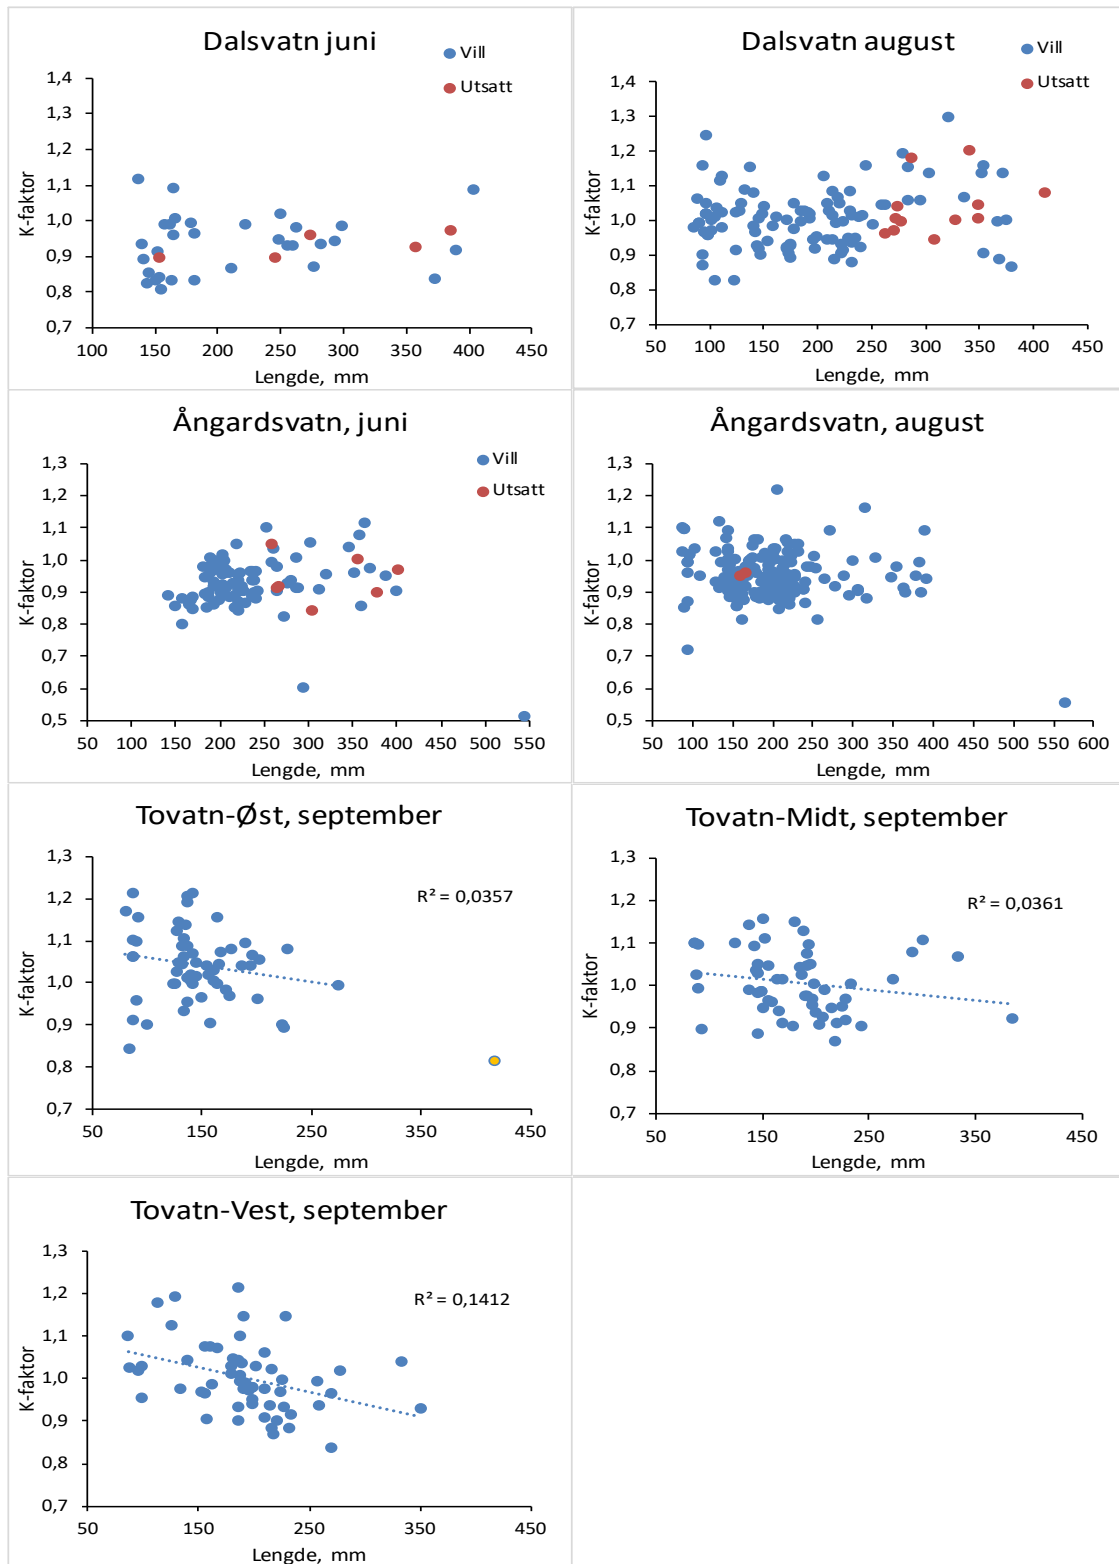 Dalsvatn juni
Vill
Utsatt
K-faktor
1,4
1,3
1,2
1,1
1,0
0,9
0,8
0,7
100 150 200 250 300 350 400 450
Lengde, mm
Dalsvatn august
Vill
Utsatt
K-faktor
1,4
1,3
1,2
1,1
1,0
0,9
0,8
0,7
50 100 150 200 250 300 350 400 450
Lengde, mm
Ångardsvatn, juni
Vill
Utsatt
K-faktor
1,3
1,2
1,1
1,0
0,9
0,8
0,7
0,6
0,5
50 100 150 200 250 300 350 400 450 500 550
Lengde, mm
Ångardsvatn, august
K-faktor
1,3
1,2
1,1
1,0
0,9
0,8
0,7
0,6
0,5
50 100 150 200 250 300 350 400 450 500 550 600
Lengde, mm
Tovatn-Øst, september
R² = 0,0357
K-faktor
1,3
1,2
1,1
1,0
0,9
0,8
0,7
50 150 250 350 450
Lengde, mm
Tovatn-Midt, september
R² = 0,0361
K-faktor
1,3
1,2
1,1
1,0
0,9
0,8
0,7
50 150 250 350 450
Lengde, mm
Tovatn-Vest, september
R² = 0,1412
K-faktor
1,3
1,2
1,1
1,0
0,9
0,8
0,7
50 150 250 350 450
Lengde, mm